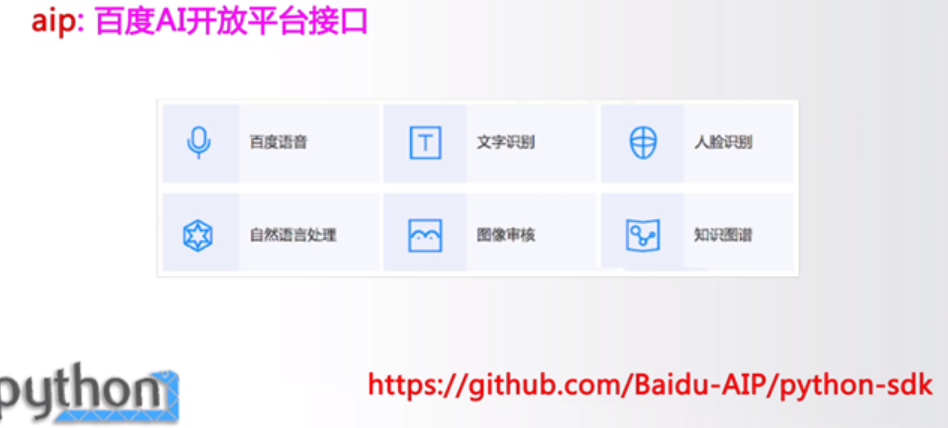 aip: 百度AI开放平台接口
百度语音
T
文字识别
人脸识别
自然语言处理
图像审核
知识图谱
python
https://github.com/Baidu-AIP/python-sdk